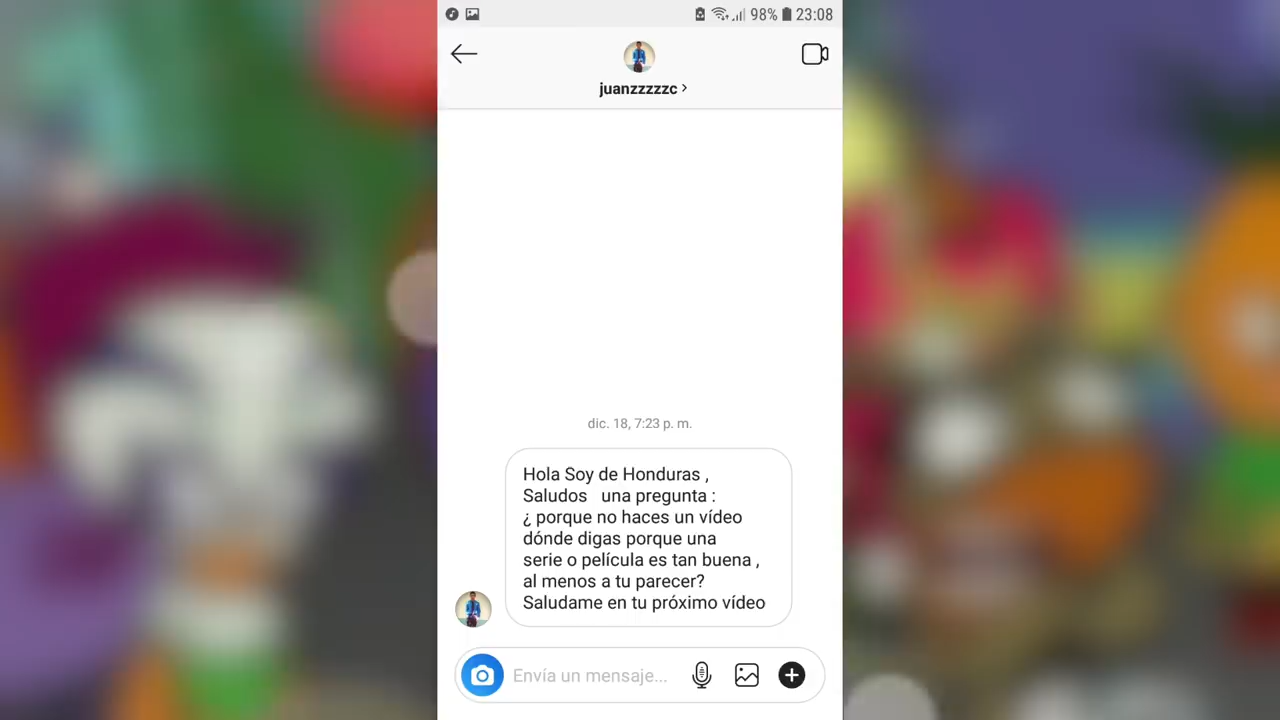 98% 23:08
juanzzzzzc
dic. 18, 7:23 p. m.
Hola Soy de Honduras ,
Saludos   una pregunta :
¿ porque no haces un vídeo
dónde digas porque una
serie o película es tan buena ,
al menos a tu parecer?
Saludame en tu próximo vídeo
Envía un mensaje...